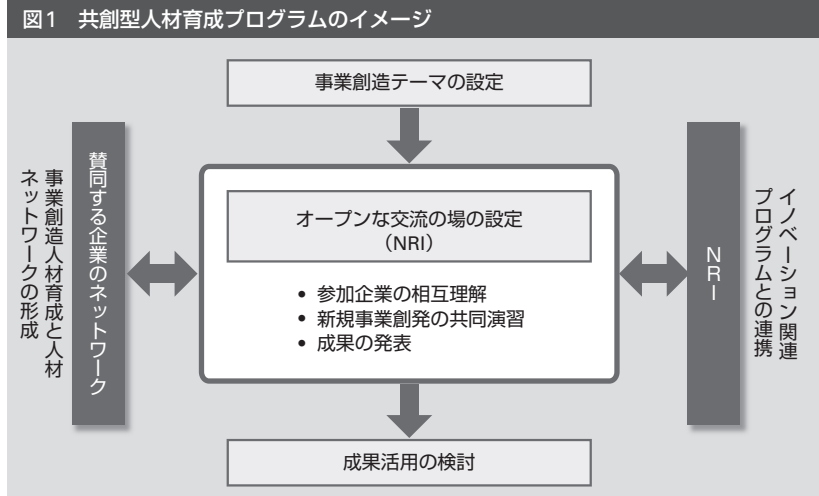 図1 共創型人材育成プログラムのイメージ
事業創造テーマの設定
事業創造人材育成と人材
ネットワークの形成
賛同する企業のネットワーク
オープンな交流の場の設定
（NRI）
• 参加企業の相互理解
• 新規事業創発の共同演習
• 成果の発表
NRI
イノベーション関連
プログラムとの連携
成果活用の検討